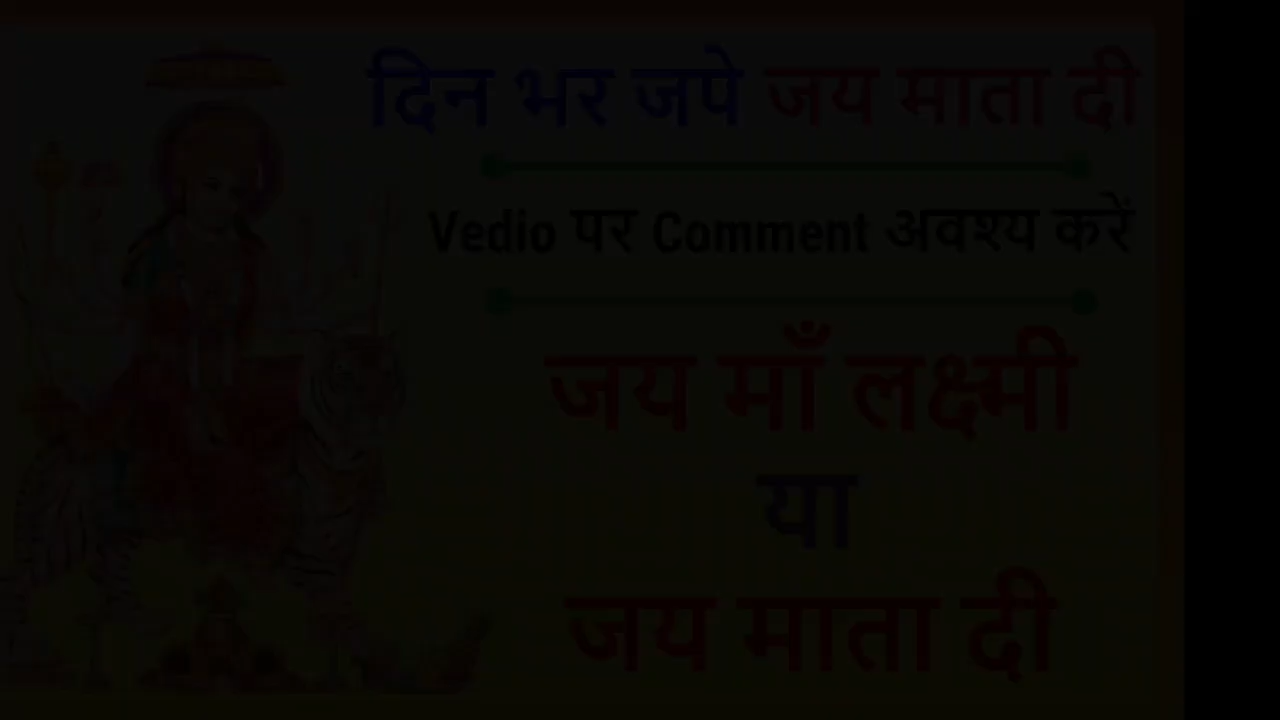 दिन भर जपे जय माता दी
Vedio पर Comment अवश्य करें
जय माँ लक्ष्मी
या
जय माता दी